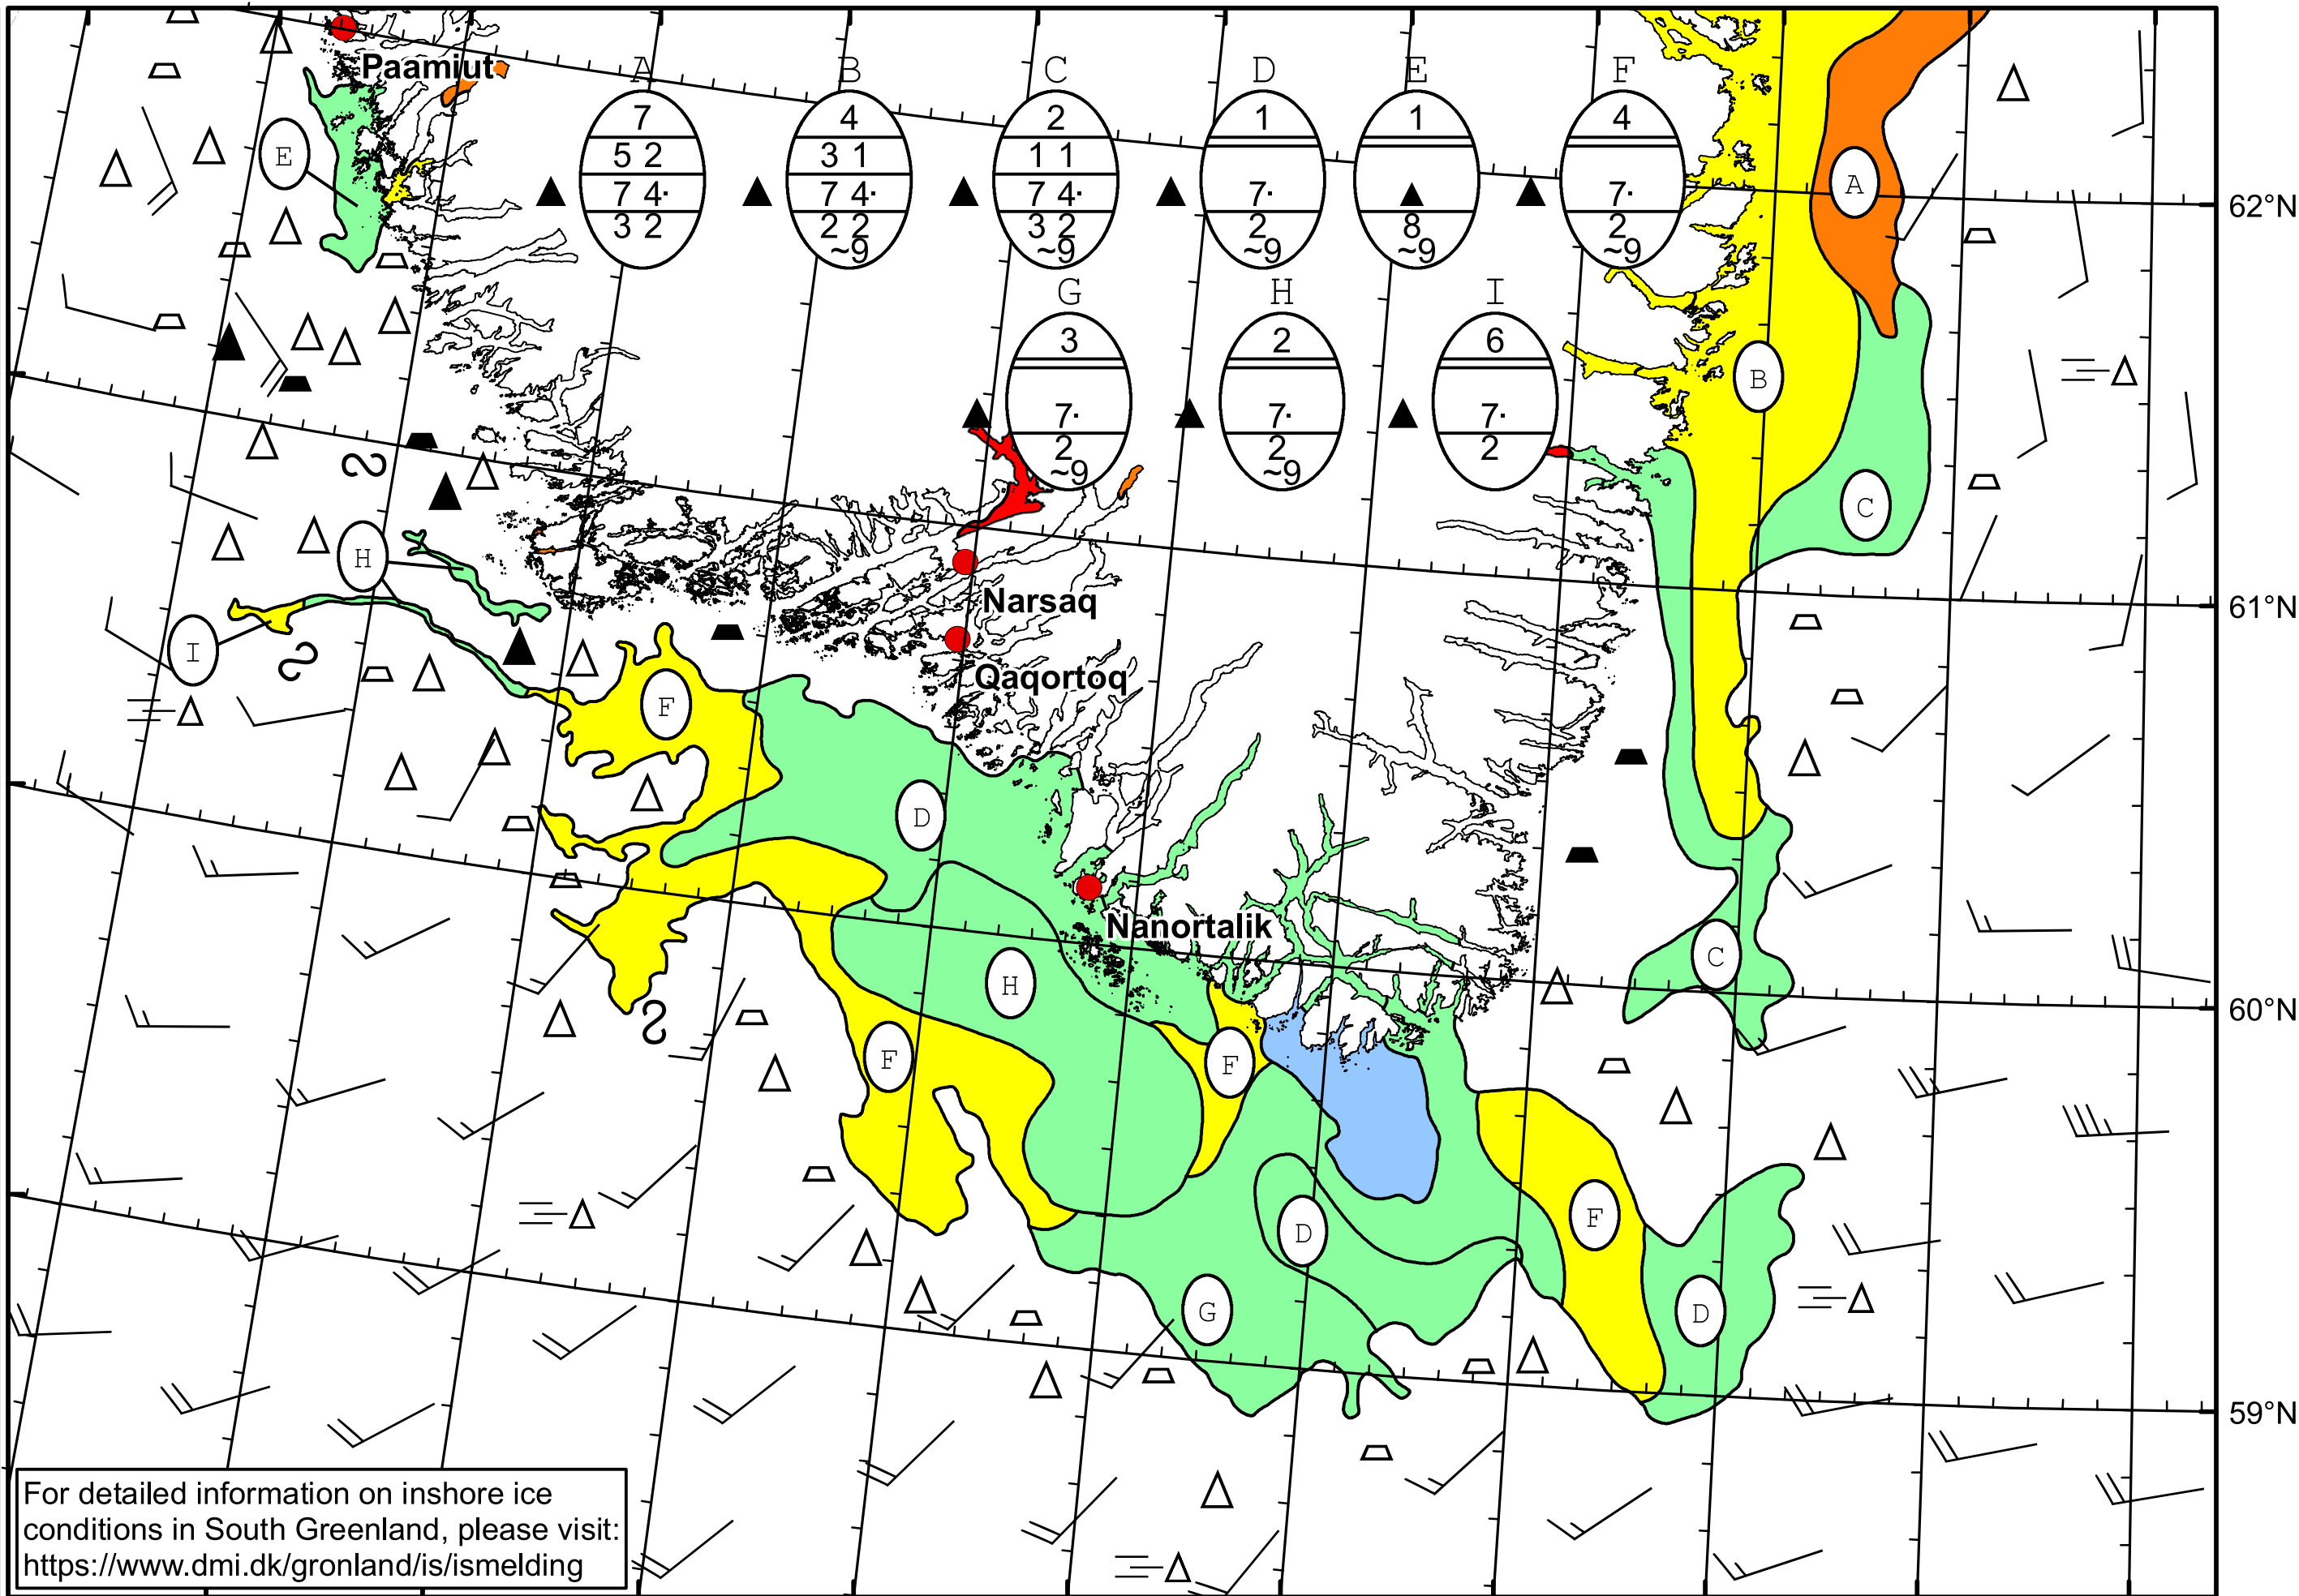 Paamiut
A B C D E F
7 4 2 1 1 4
5 2 3 1 1 1
7 4· 7 4· 7 4· 7· 7·
3 2 2 2 3 2 2 8 2
~9 ~9 ~9 ~9 ~9
E
A
62°N
G H I
3 2 6
7· 7· 7·
2 2 2
~9 ~9
B
C
H
Narsaq
61°N
I
Qaqortoq
F
D
Nanortalik
C
H
60°N
F
F
F
D
G
D
59°N
For detailed information on inshore ice
conditions in South Greenland, please visit:
https://www.dmi.dk/gronland/is/ismelding